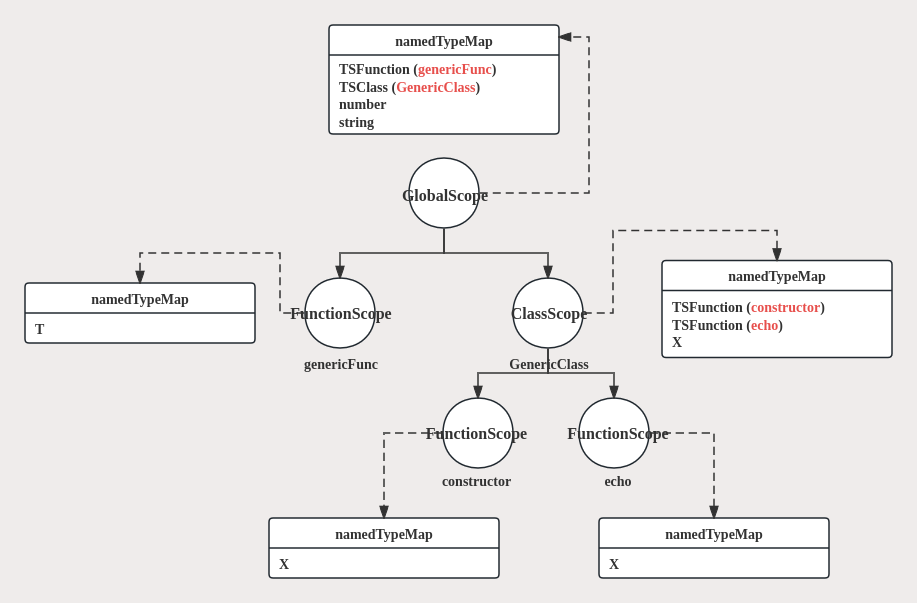 namedTypeMap
TSFunction (genericFunc)
TSClass (GenericClass)
number
string
GlobalScope
namedTypeMap
T
FunctionScope
genericFunc
ClassScope
GenericClass
namedTypeMap
TSFunction (constructor)
TSFunction (echo)
X
FunctionScope
constructor
FunctionScope
echo
namedTypeMap
X
namedTypeMap
X